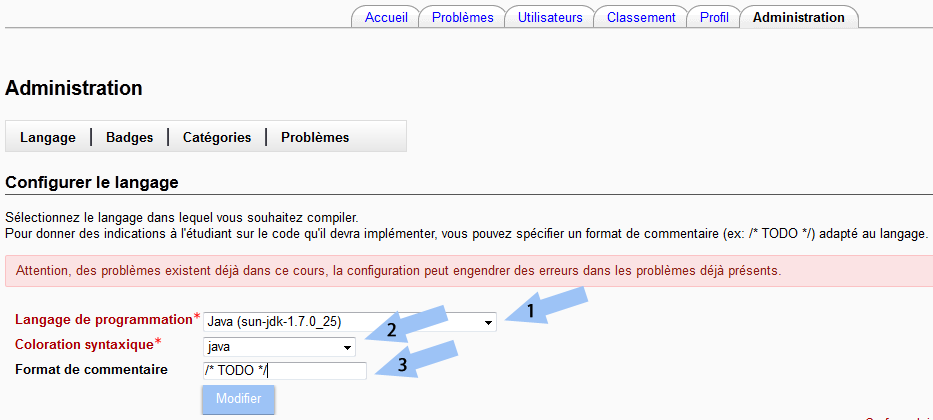 Accueil Problèmes Utilisateurs Classement Profil Administration
Administration
Langage Badges Catégories Problèmes
Configurer le langage
Sélectionnez le langage dans lequel vous souhaitez compiler.
Pour donner des indications à l'étudiant sur le code qu'il devra implémenter, vous pouvez spécifier un format de commentaire (ex: /* TODO */) adapté au langage.
Attention, des problèmes existent déjà dans ce cours, la configuration peut engendrer des erreurs dans les problèmes déjà présents.
Langage de programmation* Java (sun-jdk-1.7.0_25) 1
Coloration syntaxique* java 2
Format de commentaire /* TODO */ 3
Modifier